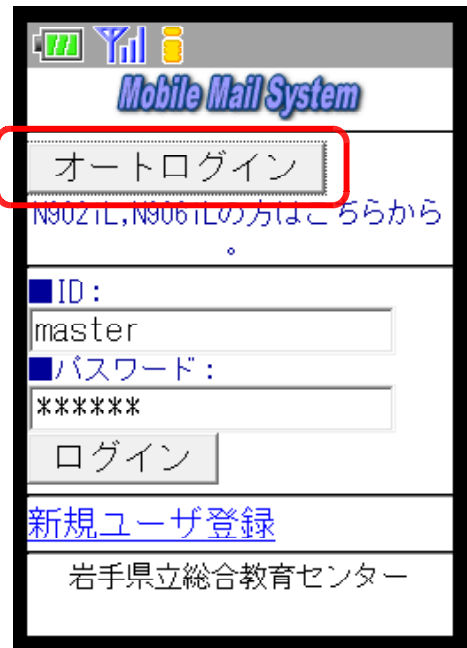 Mobile Mail System
オートログイン
N902iL,N906iLの方はこちらから
。
■ID:
master
■パスワード:
******
ログイン
新規ユーザ登録
岩手県立総合教育センター